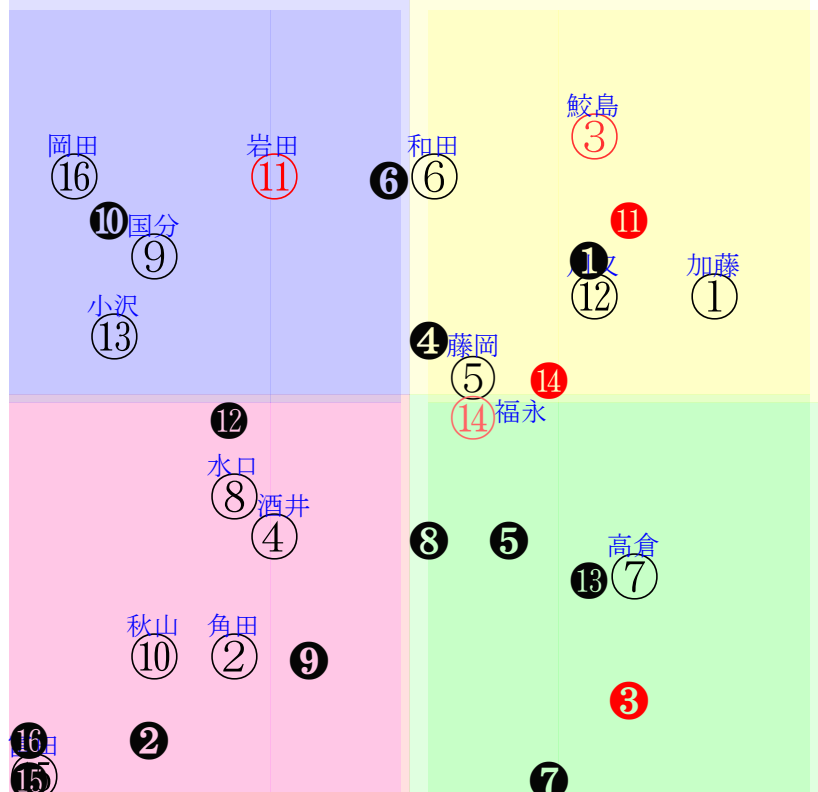 鮫島
③
岡田
⑯
岩田
⑪
❻
和田
⑥
❿
国分
⑨
⓫
❶
⑫
加藤
①
小沢
⑬
❹
藤岡
⑤
⓮
⑭
福永
⓬
水口
⑧
酒井
④
❽
❺
高倉
⑦
⓭
秋山
⑩
角田
②
❾
❸
⓰
❷
⓯
❼